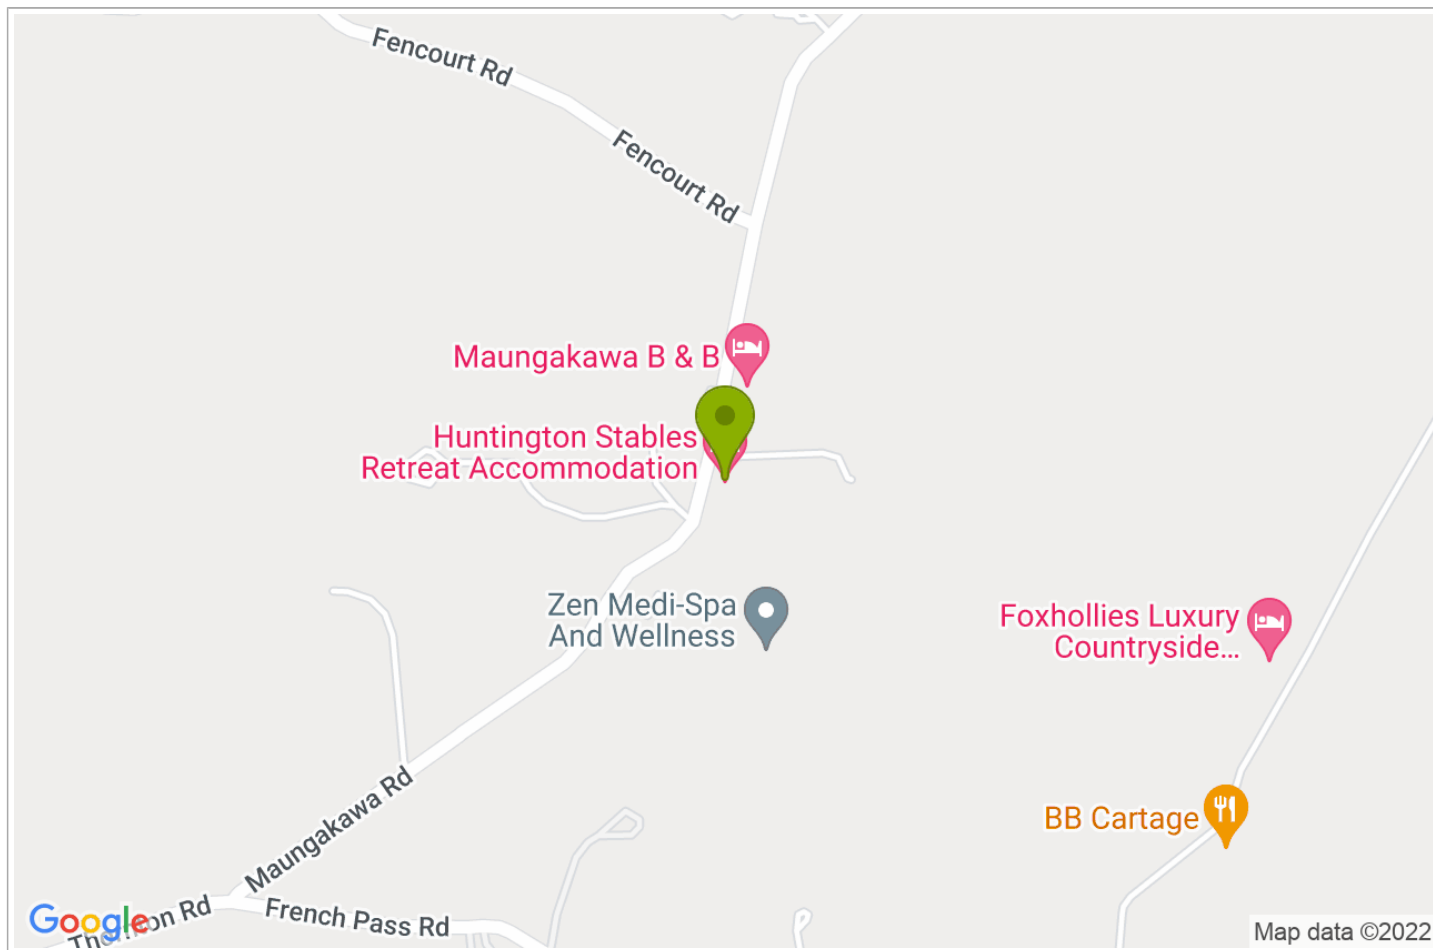 Fencourt Rd
Fencourt Rd
Maungakawa B & B
Huntington Stables
Retreat Accommodation
Zen Medi-Spa
And Wellness
Foxhollies Luxury
Countryside...
Maungakawa Rd
BB Cartage
French Pass Rd
Rd
Google
Map data ©2022